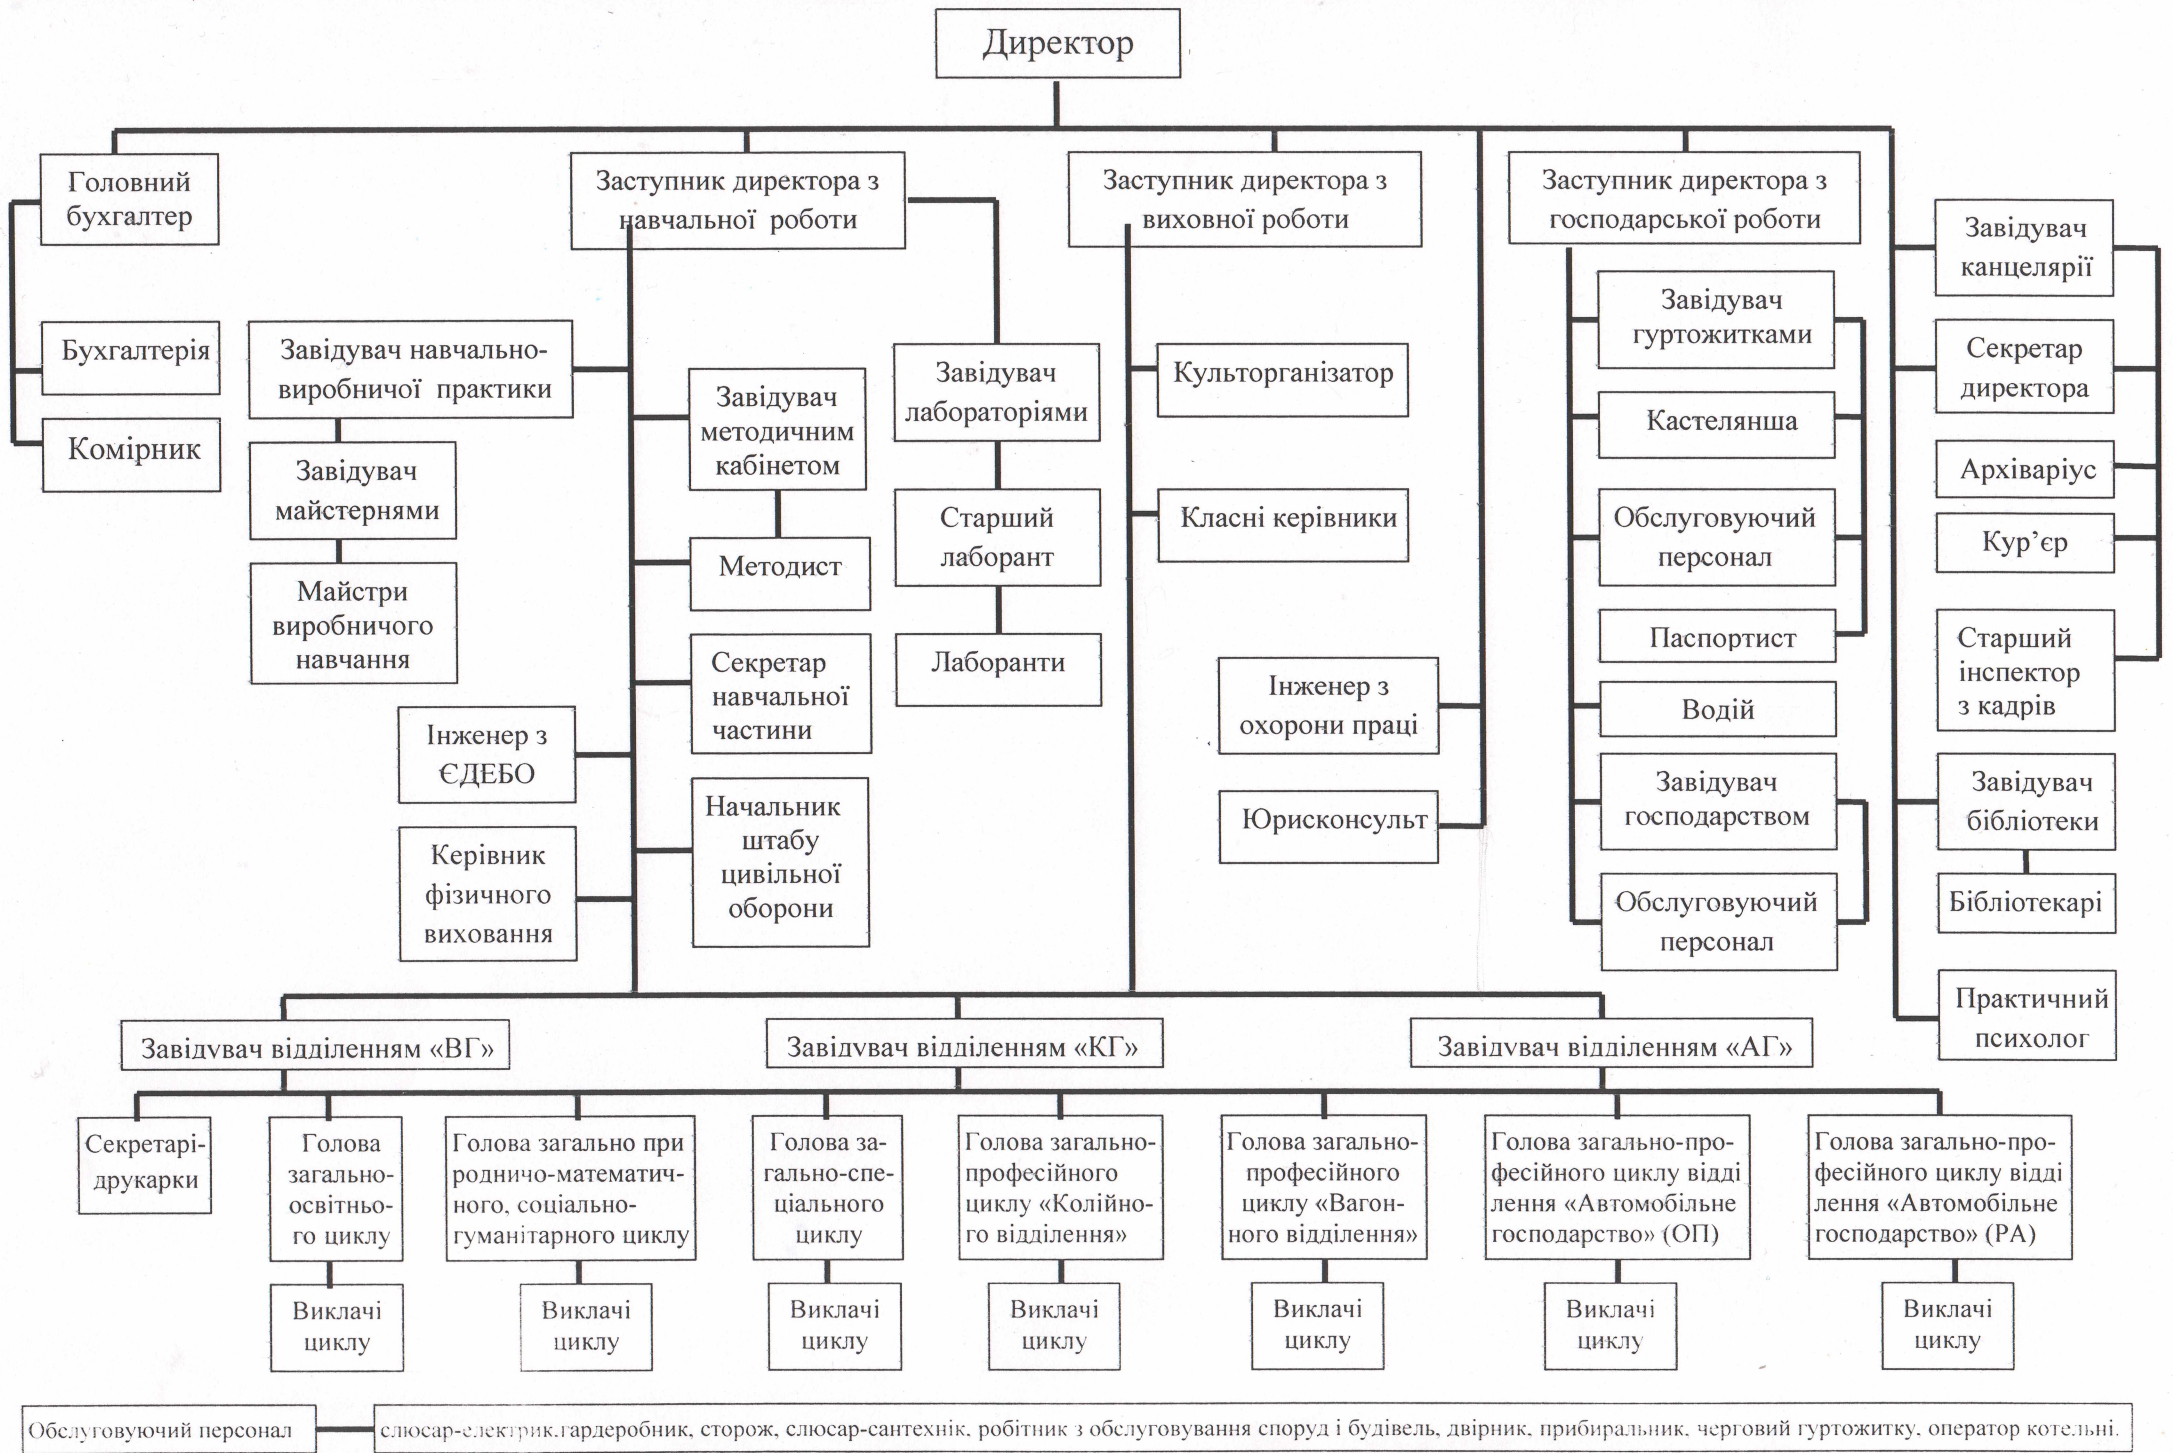 Директор
Головний
бухгалтер
Заступник директора з
навчальної роботи
Заступник директора з
виховної роботи
Заступник директора з
господарської роботи
Завідувач
канцелярії
Бухгалтерія
Комірник
Завідувач навчально-
виробничої практики
Завідувач
майстернями
Майстри
виробничого
навчання
Інженер з
ЄДЕБО
Керівник
фізичного
виховання
Завідувач
методичним
кабінетом
Методист
Секретар
навчальної
частини
Начальник
штабу
цивільної
оборони
Завідувач
лабораторіями
Старший
лаборант
Лаборанти
Культорганізатор
Класні керівники
Інженер з
охорони праці
Юрисконсульт
Завідувач
гуртожитками
Кастелянша
Обслуговуючий
персонал
Паспортист
Водій
Завідувач
господарством
Обслуговуючий
персонал
Секретар
директора
Архіваріус
Кур’єр
Старший
інспектор
з кадрів
Завідувач
бібліотеки
Бібліотекарі
Практичний
психолог
Завідувач відділенням «ВГ»
Завідувач відділенням «КГ»
Завідувач відділенням «АГ»
Секретарі-
друкарки
Голова
загально-
освітньо-
го циклу
Голова загально при
родничо-математич-
ного, соціально-
гуманітарного циклу
Голова за-
гально-спе-
ціального
циклу
Голова загально-
професійного
циклу «Колійно-
го відділення»
Голова загально-
професійного
циклу «Вагон-
ного відділення»
Голова загально-про-
фесійного циклу відді
лення «Автомобільне
господарство» (ОП)
Голова загально-про-
фесійного циклу відді
лення «Автомобільне
господарство» (РА)
Виклачі
циклу
Виклачі
циклу
Виклачі
циклу
Виклачі
циклу
Виклачі
циклу
Виклачі
циклу
Виклачі
циклу
Обслуговуючий персонал
слюсар-електрик.гардеробник, сторож, слюсар-сантехнік, робітник з обслуговування споруд і будівель, двірник, прибиральник, черговий гуртожитку, оператор котельні.